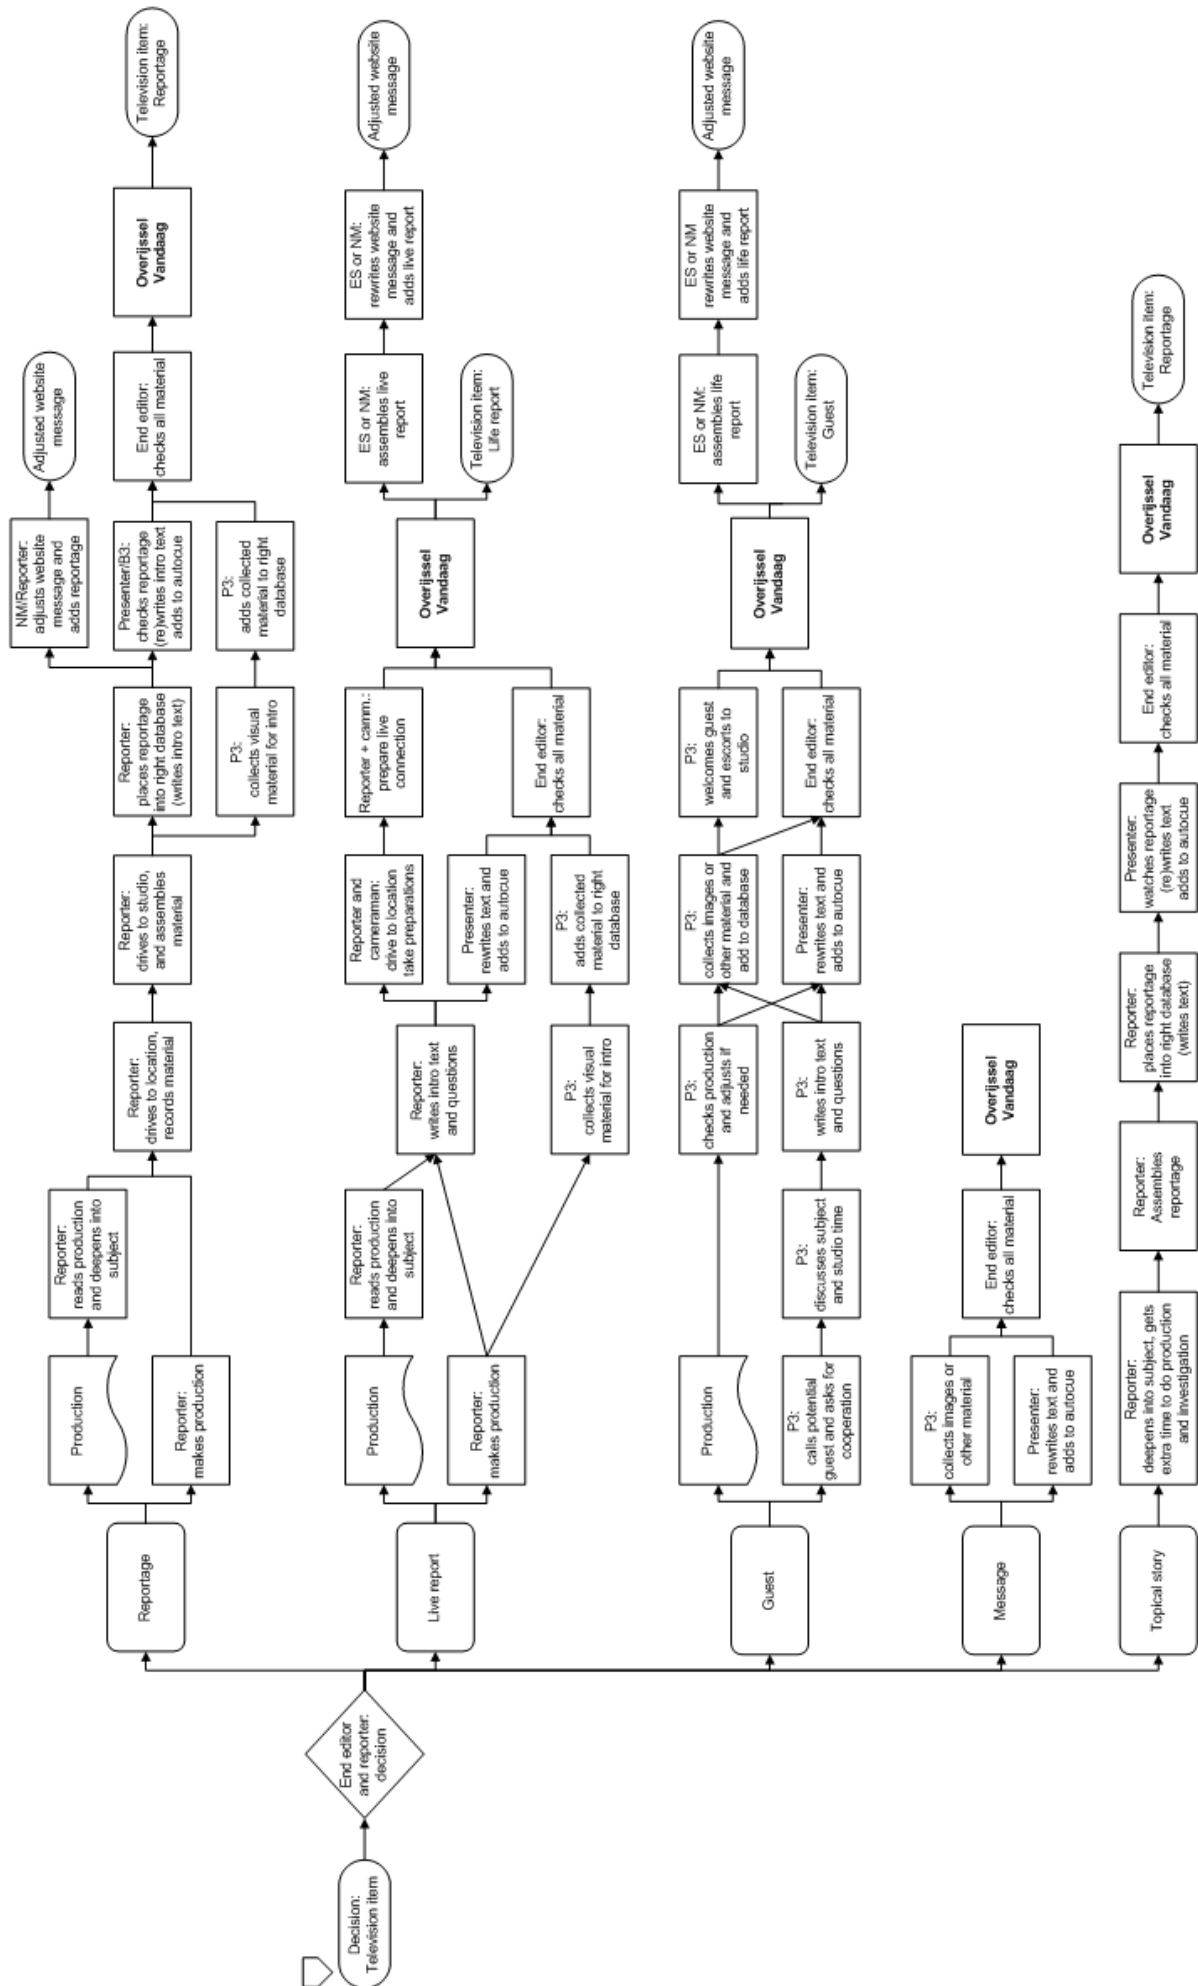 Decision:
Television item
End editor
and reporter:
decision
Reportage
Production
Reporter:
makes production
Reporter:
reads production
and deepens into
subject
Reporter:
drives to location,
records material
Reporter:
drives to studio,
and assembles
material
Reporter:
places reportage
into right database
(writes intro text)
P3:
collects visual
material for intro
NM/Reporter:
adjusts website
message and
adds reportage
Presenter/B3:
checks reportage
(re)writes intro text
adds to autocue
P3:
adds collected
material to right
database
Adjusted website
message
End editor:
checks all material
Overijssel
Vandaag
Television item:
Reportage
Live report
Production
Reporter:
makes production
Reporter:
reads production
and deepens into
subject
Reporter:
writes intro text
and questions
P3:
collects visual
material for intro
Reporter and
cameraman:
drive to location
take preparations
Presenter:
rewrites text and
adds to autocue
P3:
adds collected
material to right
database
Reporter + camm.:
prepare live
connection
End editor:
checks all material
Overijssel
Vandaag
ES or NM:
assembles live
report
Television item:
Life report
ES or NM:
rewrites website
message and
adds live report
Adjusted website
message
Guest
Production
P3:
calls potential
guest and asks for
cooperation
P3:
discusses subject
and studio time
P3:
checks production
and adjusts if
needed
P3:
writes intro text
and questions
P3:
collects images or
other material and
add to database
Presenter:
rewrites text and
adds to autocue
P3:
welcomes guest
and escorts to
studio
End editor:
checks all material
Overijssel
Vandaag
ES or NM:
assembles life
report
Television item:
Guest
ES or NM
rewrites website
message and
adds life report
Adjusted website
message
Message
P3:
collects images or
other material
Presenter:
rewrites text and
adds to autocue
End editor:
checks all material
Overijssel
Vandaag
Topical story
Reporter:
deepens into subject, gets
extra time to do production
and investigation
Reporter:
Assembles
reportage
Reporter:
places reportage
into right database
(writes text)
Presenter:
watches reportage
(re)writes text
adds to autocue
End editor:
checks all material
Overijssel
Vandaag
Television item:
Reportage